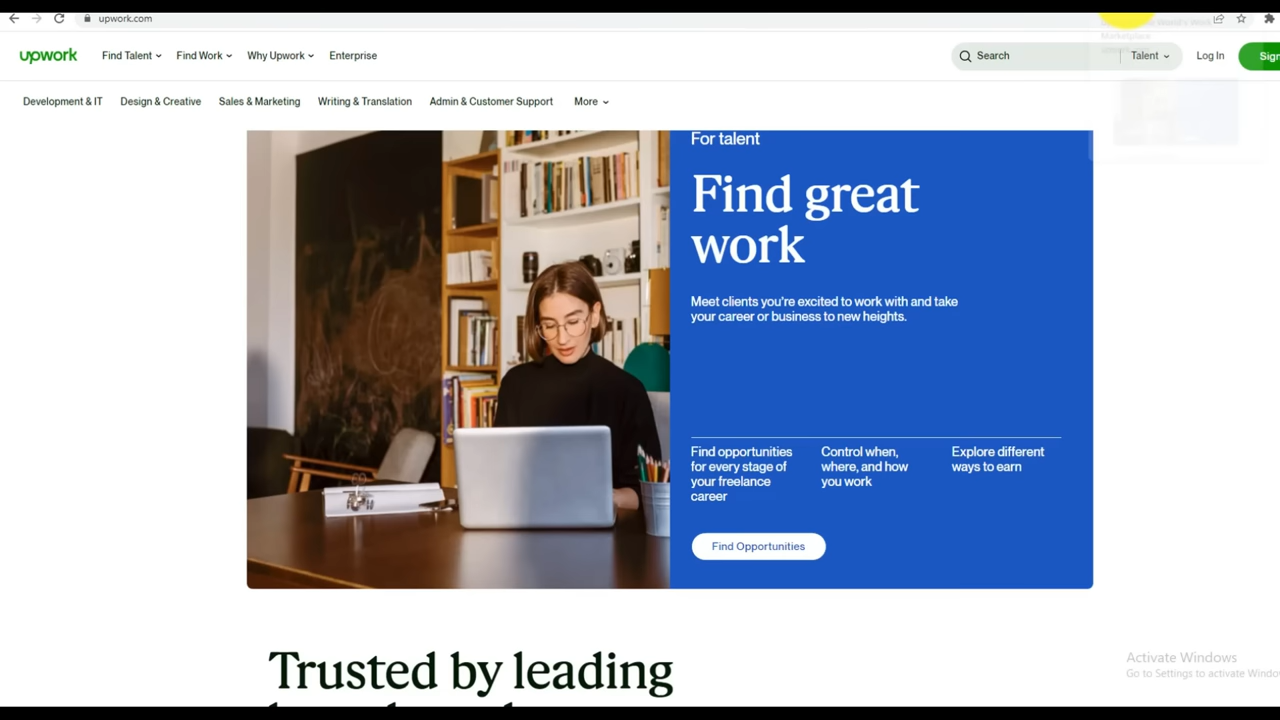 upwork.com
upwork
Find Talent
Find Work
Why Upwork
Enterprise
Search
Talent
Log In
Sign
Development & IT
Design & Creative
Sales & Marketing
Writing & Translation
Admin & Customer Support
More
For talent
Find great
work
Meet clients you're excited to work with and take
your career or business to new heights.
Find opportunities
for every stage of
your freelance
career
Control when,
where, and how
you work
Explore different
ways to earn
Find Opportunities
Trusted by leading
Activate Windows
Go to Settings to activate Windo